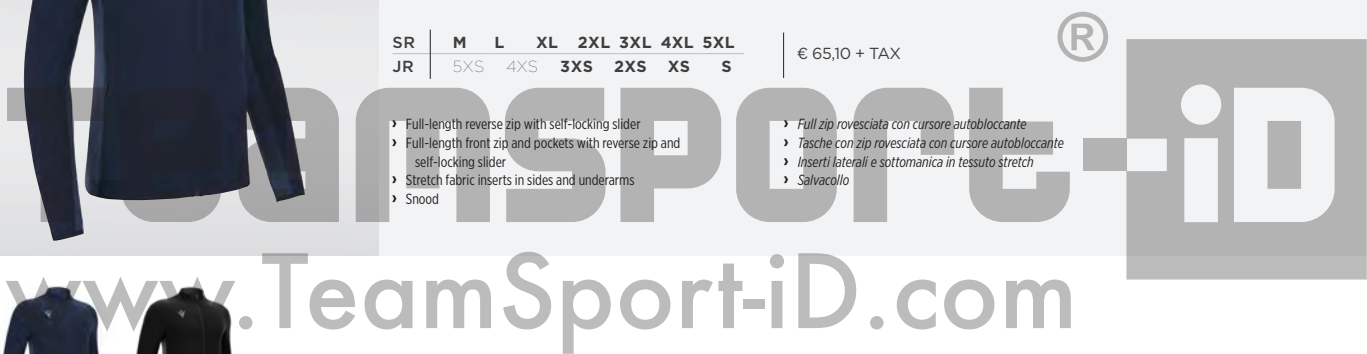 SR M L XL 2XL 3XL 4XL 5XL
JR 5XS 4XS 3XS 2XS XS S
€ 65,10 + TAX
› Full-length reverse zip with self-locking slider
› Full-length front zip and pockets with reverse zip and
self-locking slider
› Stretch fabric inserts in sides and underarms
› Snood
› Full zip rovesciata con cursore autobloccante
› Tasche con zip rovesciata con cursore autobloccante
› Inserti laterali e sottomanica in tessuto stretch
› Salvacollo
Teamsport-iD ®
www.TeamSport-iD.com